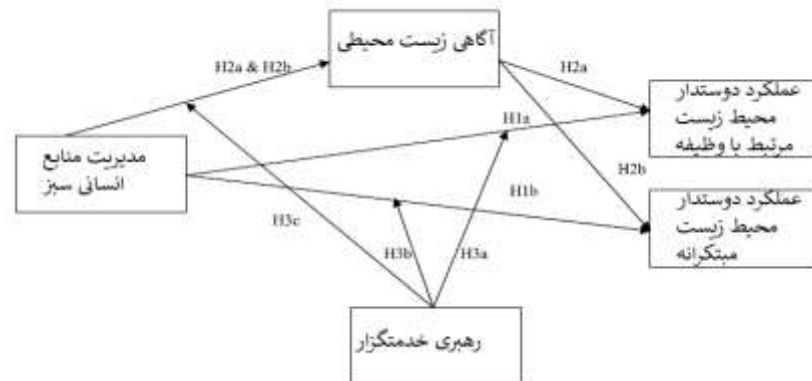 آگاهی زیست محیطی
H2a & H2b
H2a
عملکرد دوستدار
محیط زیست
مرتبط با وظیفه
H1a
مدیریت منابع
انسانی سبز
H2b
H1b
عملکرد دوستدار
محیط زیست
مبتکرانه
H3c
H3b
H3a
رهبری خدمتگزار